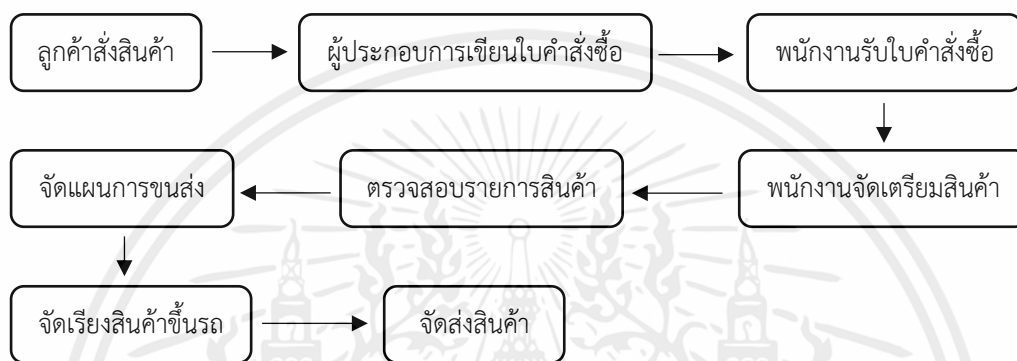 ลูกค้าสั่งสินค้า
ผู้ประกอบการเขียนใบคำสั่งซื้อ
พนักงานรับใบคำสั่งซื้อ
พนักงานจัดเตรียมสินค้า
ตรวจสอบรายการสินค้า
จัดแผนการขนส่ง
จัดเรียงสินค้าขึ้นรถ
จัดส่งสินค้า